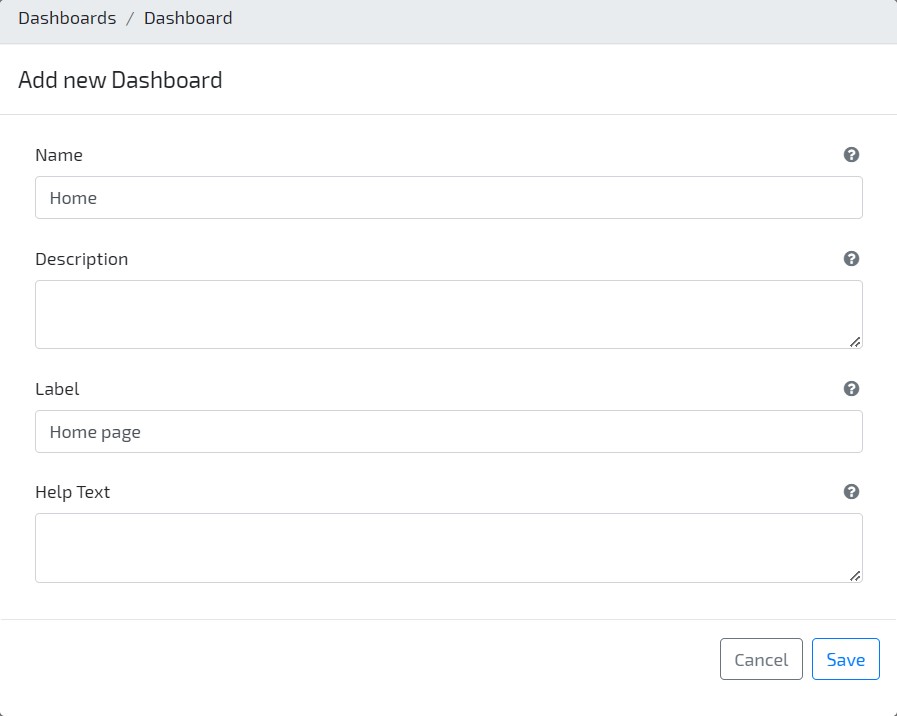 Dashboards / Dashboard
Add new Dashboard
Name
Home
Description
Label
Home page
Help Text
Cancel Save